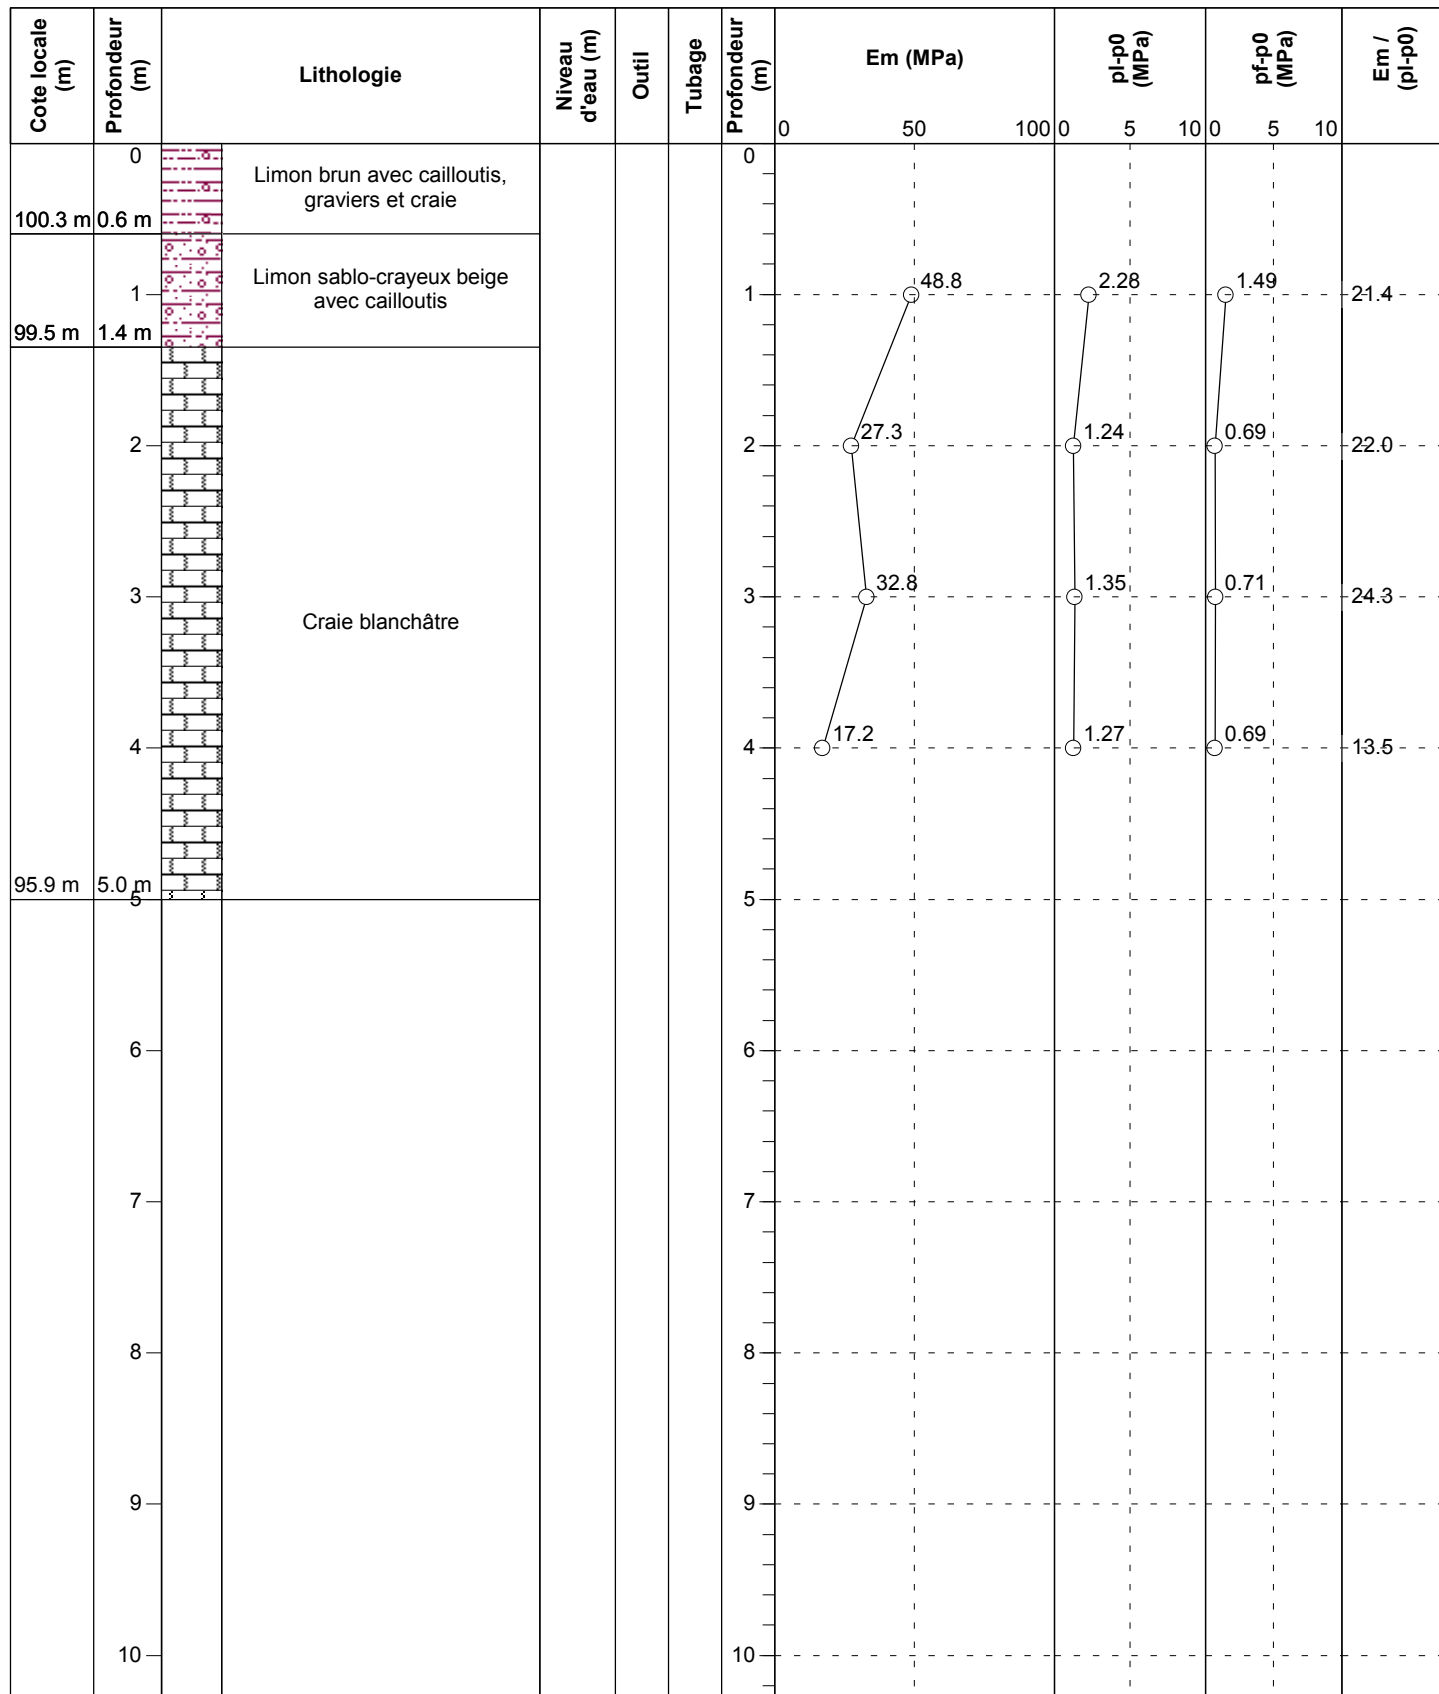 Cote locale
(m)
Profondeur
(m)
Lithologie
Niveau
d'eau (m)
Outil
Tubage
Profondeur
(m)
Em (MPa)
0 50 100
pl-p0
(MPa)
0 5 10
pf-p0
(MPa)
0 5 10
Em /
(pl-p0)
0
Limon brun avec cailloutis,
graviers et craie
100.3 m 0.6 m
Limon sablo-crayeux beige
avec cailloutis
1
99.5 m 1.4 m
2
3
Craie blanchâtre
4
95.9 m 5.0 m
5
6
7
8
9
10
0
1 48.8 2.28 1.49 21.4
2 27.3 1.24 0.69 22.0
3 32.8 1.35 0.71 24.3
4 17.2 1.27 0.69 13.5
5
6
7
8
9
10